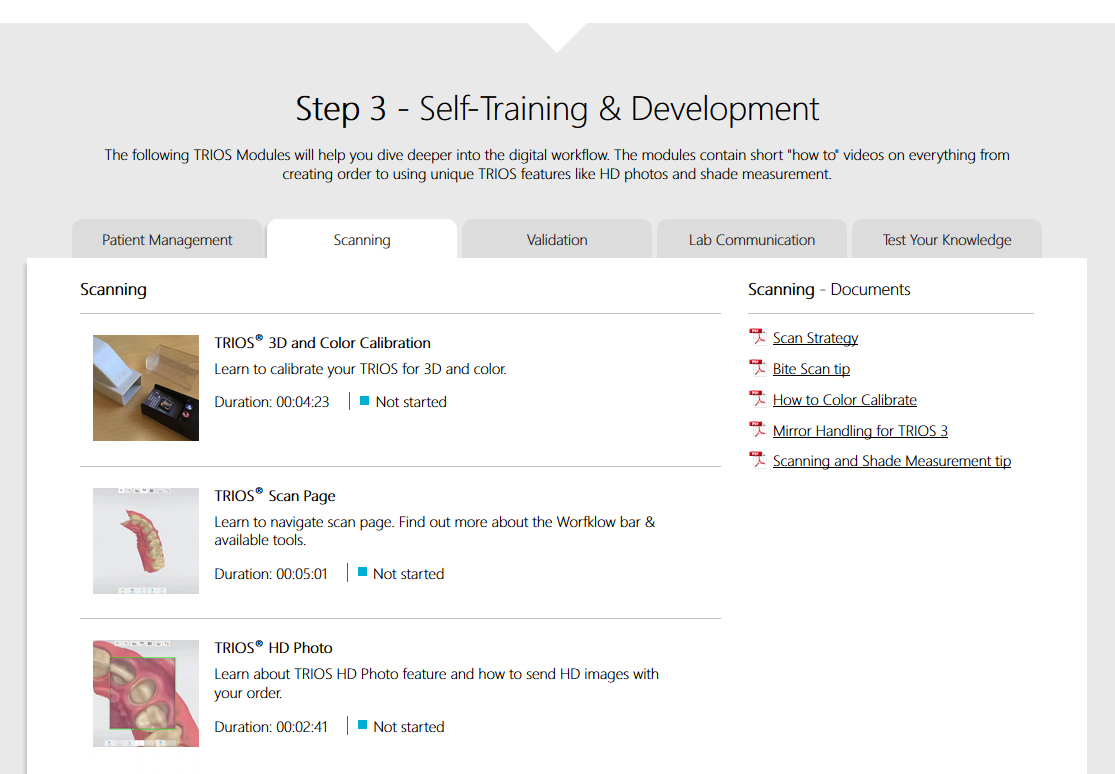 Step 3 - Self-Training & Development
The following TRIOS Modules will help you dive deeper into the digital workflow. The modules contain short "how to" videos on everything from
creating order to using unique TRIOS features like HD photos and shade measurement.
Patient Management
Scanning
Validation
Lab Communication
Test Your Knowledge
Scanning
TRIOS® 3D and Color Calibration
Learn to calibrate your TRIOS for 3D and color.
Duration: 00:04:23 Not started
TRIOS® Scan Page
Learn to navigate scan page. Find out more about the Worfklow bar &
available tools.
Duration: 00:05:01 Not started
TRIOS® HD Photo
Learn about TRIOS HD Photo feature and how to send HD images with
your order.
Duration: 00:02:41 Not started
Scanning - Documents
Scan Strategy
Bite Scan tip
How to Color Calibrate
Mirror Handling for TRIOS 3
Scanning and Shade Measurement tip